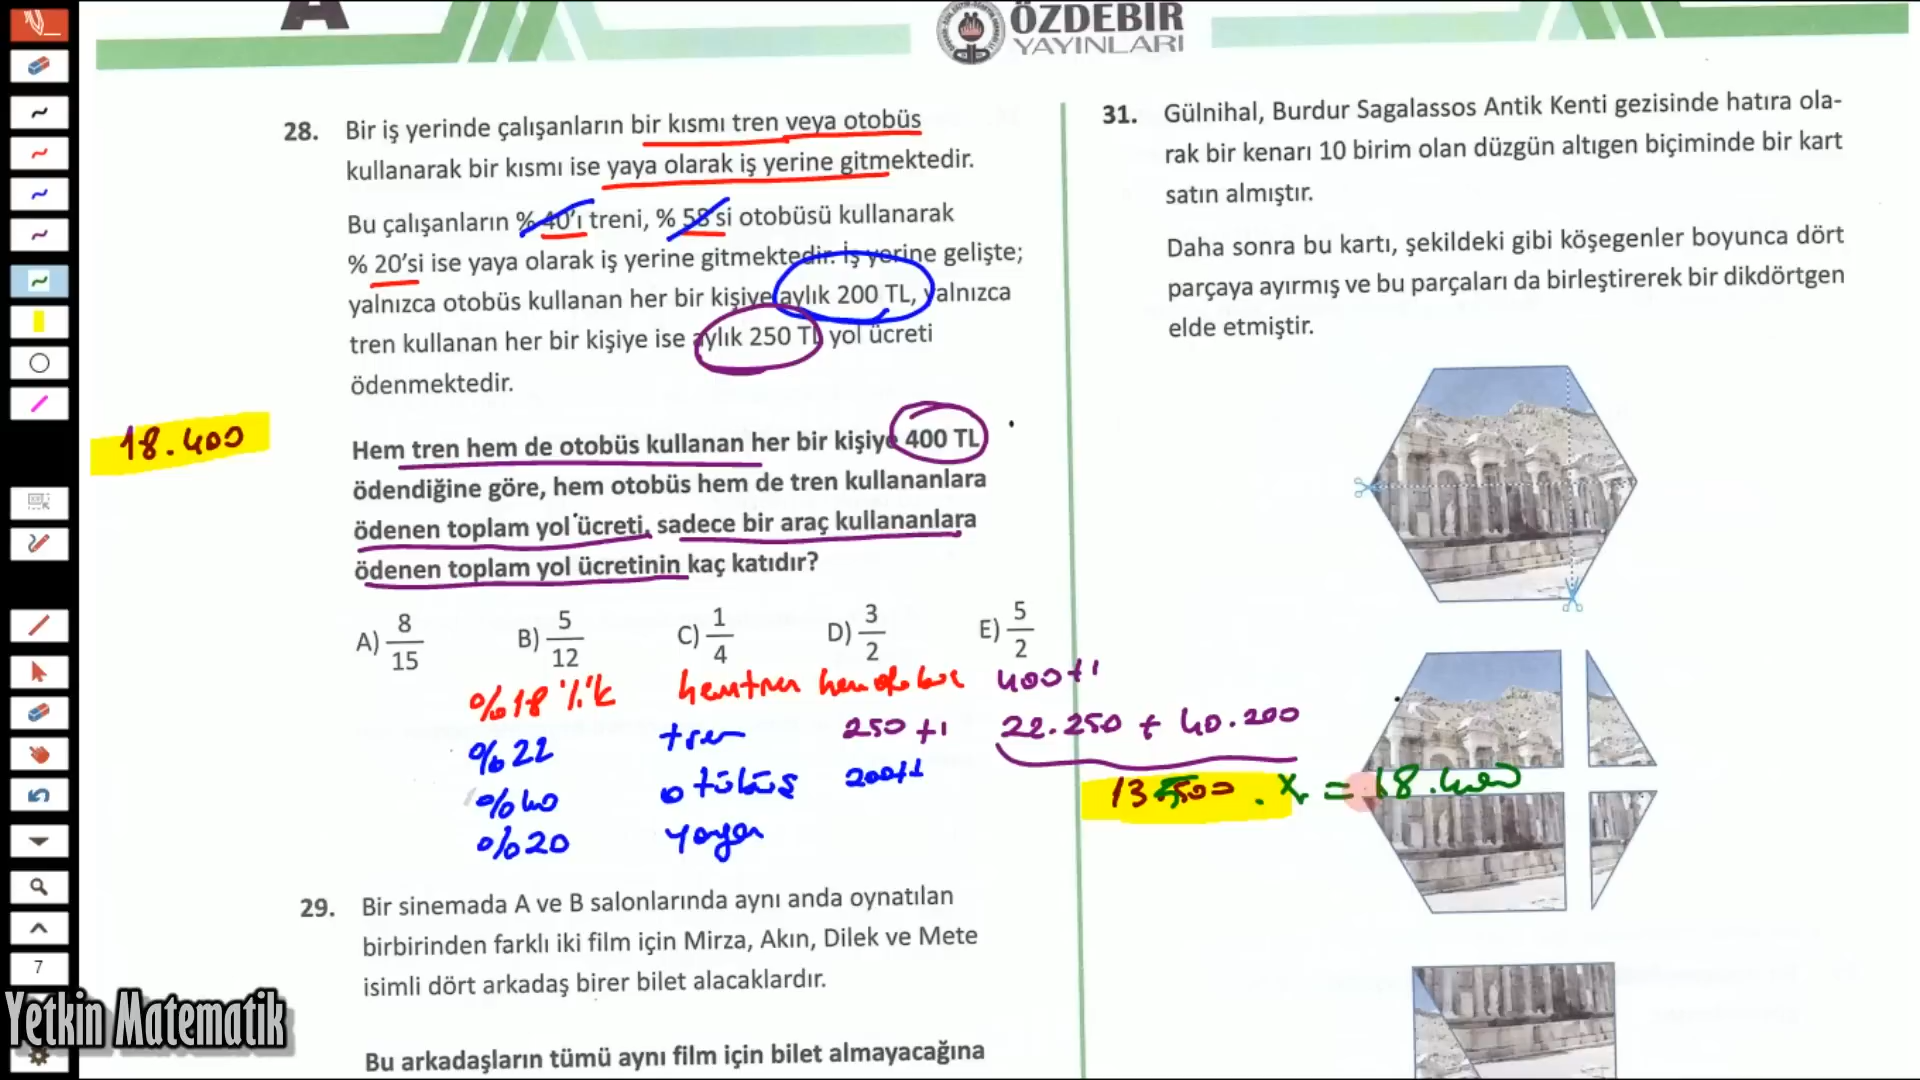 A
ÖZDEBİR
YAYINLARI
28. Bir iş yerinde çalışanların bir kısmı tren veya otobüs
kullanarak bir kısmı ise yaya olarak iş yerine gitmektedir.
Bu çalışanların % 40'ı treni, % 58'si otobüsü kullanarak
% 20'si ise yaya olarak iş yerine gitmektedir. İş yerine gelişte;
yalnızca otobüs kullanan her bir kişiye aylık 200 TL, yalnızca
tren kullanan her bir kişiye ise aylık 250 TL yol ücreti
ödenmektedir.
18.400
Hem tren hem de otobüs kullanan her bir kişiye 400 TL
ödendiğine göre, hem otobüs hem de tren kullananlara
ödenen toplam yol ücreti, sadece bir araç kullananlara
ödenen toplam yol ücretinin kaç katıdır?
A) 8/15 B) 5/12 C) 1/4 D) 3/2 E) 5/2
%18 400 tl
%22 tren 250 tl 22.250 + 40.200
%40 otübüs 200tl 13500 . x = 18.400
%20 yayan
29. Bir sinemada A ve B salonlarında aynı anda oynatılan
birbirinden farklı iki film için Mirza, Akın, Dilek ve Mete
isimli dört arkadaş birer bilet alacaklardır.
Bu arkadaşların tümü aynı film için bilet almayacağına
31. Gülnihal, Burdur Sagalassos Antik Kenti gezisinde hatıra ola-
rak bir kenarı 10 birim olan düzgün altıgen biçiminde bir kart
satın almıştır.
Daha sonra bu kartı, şekildeki gibi köşegenler boyunca dört
parçaya ayırmış ve bu parçaları da birleştirerek bir dikdörtgen
elde etmiştir.
7
Yetkin Matematik